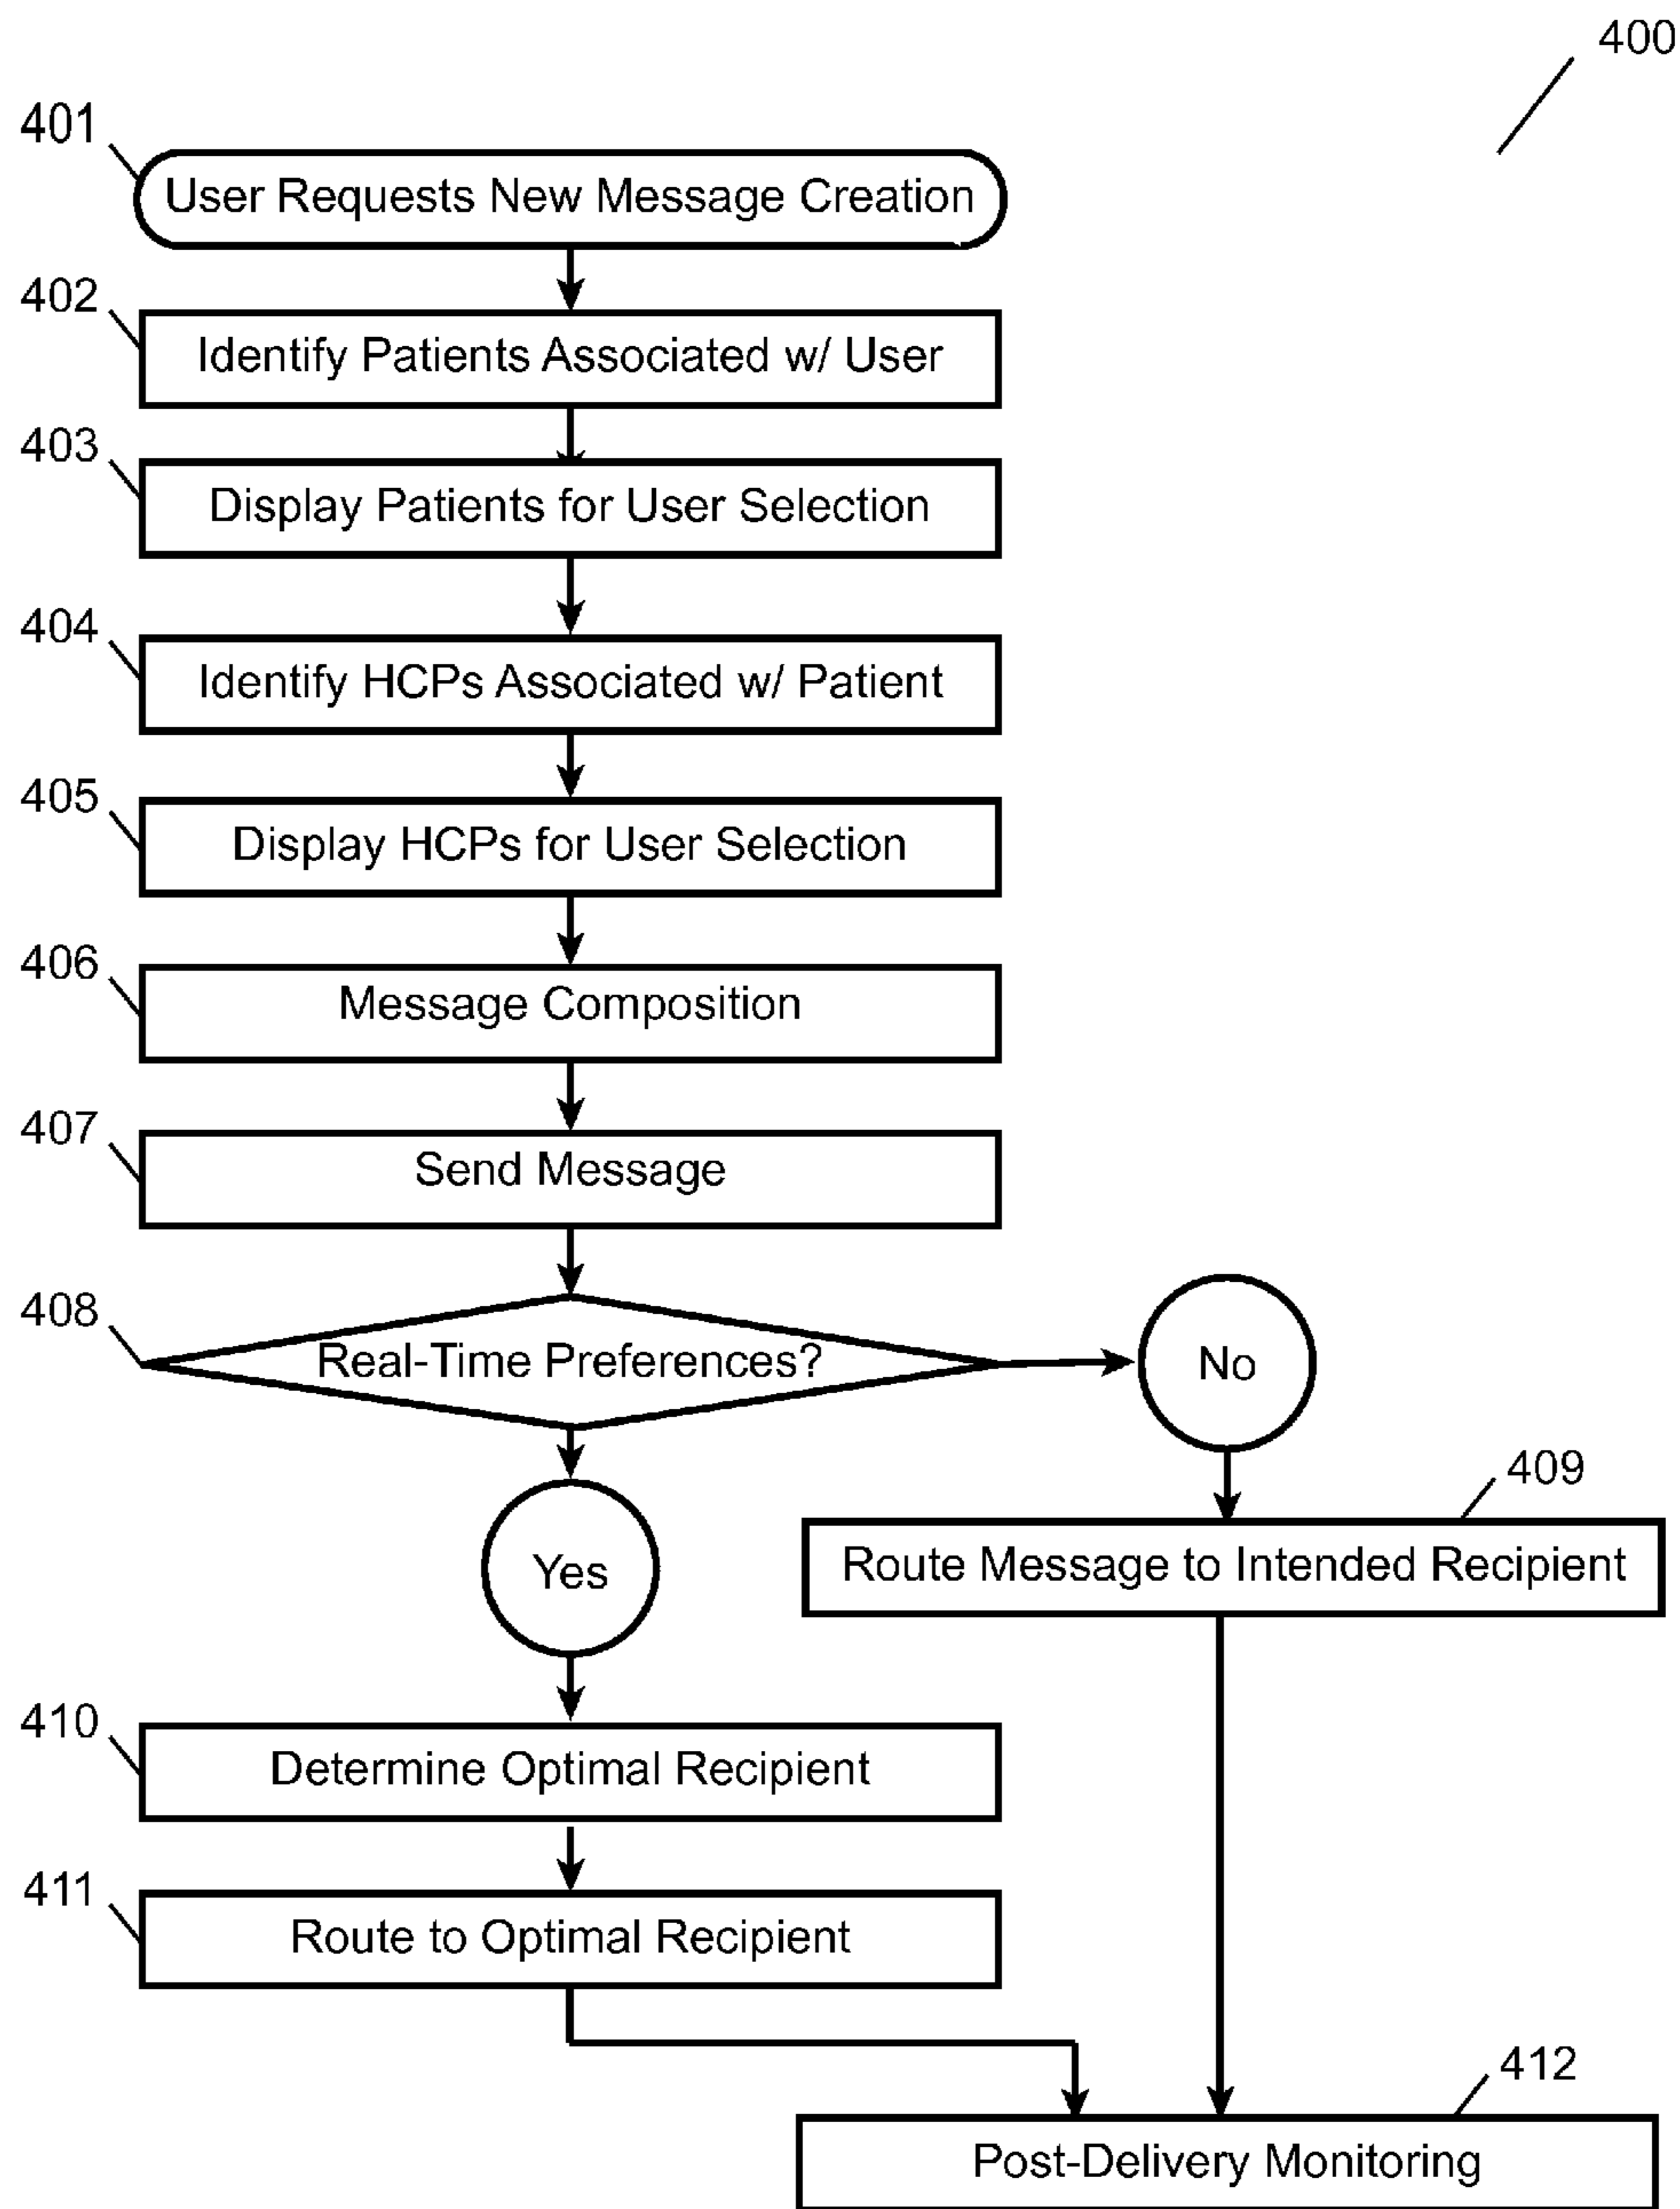 400
401
User Requests New Message Creation
402
Identify Patients Associated w/ User
403
Display Patients for User Selection
404
Identify HCPs Associated w/ Patient
405
Display HCPs for User Selection
406
Message Composition
407
Send Message
408
Real-Time Preferences?
No
409
Route Message to Intended Recipient
Yes
410
Determine Optimal Recipient
411
Route to Optimal Recipient
412
Post-Delivery Monitoring